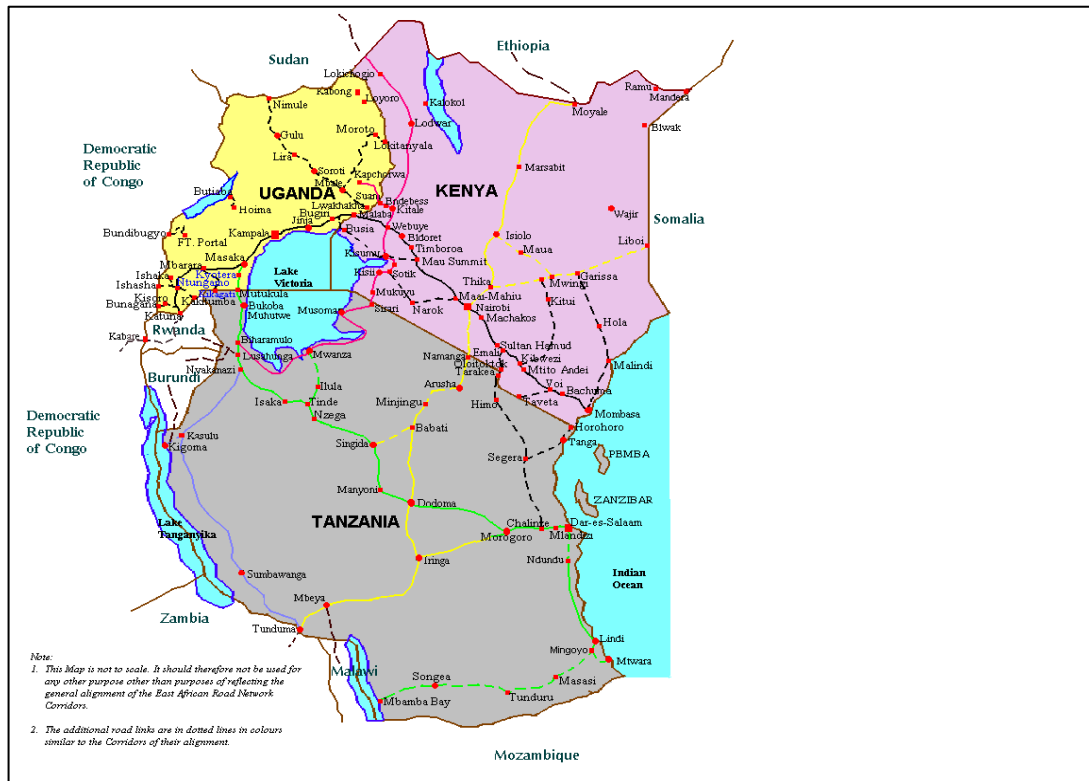 Ethiopia
Sudan
Lokichogio
Ramu
Mandera
Kabong
Loyoro
Kalokol
Nimule
Moyale
Lodwar
Elwak
Gulu
Moroto
Lokitanyala
Democratic
Republic
of Congo
Lira
Marsabit
Soroti
Kapchorwa
Mbale
UGANDA
KENYA
Suam
Butiaba
Lwakhakha
Endebess
Kitale
Hoima
Bugiri
Malaba
Wajir
Somalia
Jinja
Busia
Webuye
Bundibugyo
Kampala
Eldoret
Isiolo
Liboi
FT. Portal
Timboroa
Maua
Masaka
Kisumu
Mau Summit
Mbarara
Lake
Victoria
Kisii
Sotik
Garissa
Ishaka
Kyotera
Thika
Mwingi
Ishasha
Ntungamo
Mukuyu
Maai-Mahiu
Kitui
Kisoro
Kikagati
Mutukula
Bunagana
Kakitumba
Musoma
Sirari
Narok
Nairobi
Katuna
Bukoba
Muhutwe
Machakos
Hola
Rwanda
Kabare
Biharamulo
Sultan Hamud
Lusahunga
Mwanza
Namanga
Emali
Oloitoktok
Kibwezi
Malindi
Nyakanazi
Tarakea
Mtito Andei
Burundi
Ilula
Arusha
Voi
Bachuma
Isaka
Tinde
Minjingu
Himo
Taveta
Nzega
Mombasa
Democratic
Republic
of Congo
Babati
Horohoro
Kasulu
Singida
Tanga
Kigoma
Segera
PBMBA
Manyoni
ZANZIBAR
Dodoma
TANZANIA
Chalinze
Dar-es-Salaam
Lake
Tanganyika
Morogoro
Mlandizi
Iringa
Ndundu
Indian
Ocean
Sumbawanga
Mbeya
Zambia
Tunduma
Lindi
Mingoyo
Mtwara
Malawi
Songea
Masasi
Mbamba Bay
Tunduru
Mozambique
Note:
1. This Map is not to scale. It should therefore not be used for
any other purpose other than purposes of reflecting the
general alignment of the East African Road Network
Corridors.
2. The additional road links are in dotted lines in colours
similar to the Corridors of their alignment.